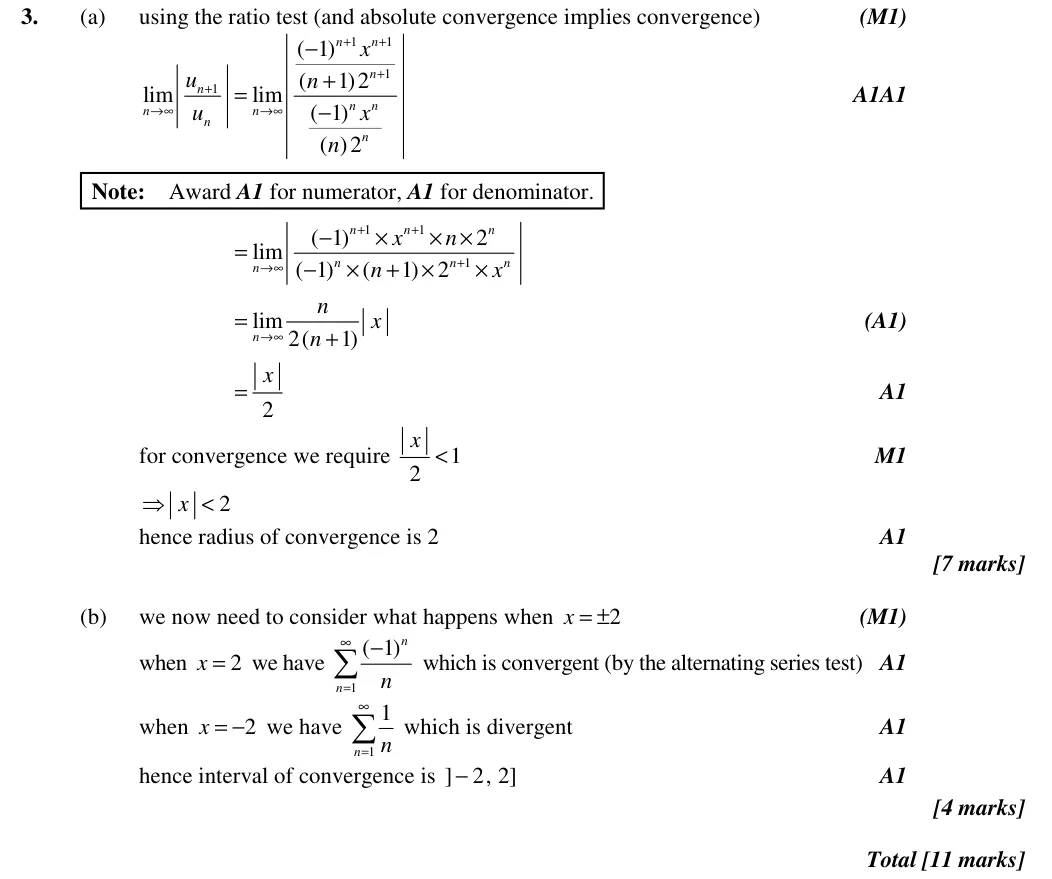 3. (a) using the ratio test (and absolute convergence implies convergence) (M1)
lim_{n→∞} |u_{n+1}/u_n| = lim_{n→∞} |((−1)^{n+1} x^{n+1}/((n+1)2^{n+1}))/((−1)^n x^n/((n)2^n))| A1A1
Note: Award A1 for numerator, A1 for denominator.
= lim_{n→∞} |((−1)^{n+1} × x^{n+1} × n × 2^n)/((−1)^n × (n+1) × 2^{n+1} × x^n)|
= lim_{n→∞} n/(2(n+1)) |x| (A1)
= |x|/2 A1
for convergence we require |x|/2 < 1 M1
⇒ |x| < 2
hence radius of convergence is 2 A1
[7 marks]
(b) we now need to consider what happens when x = ±2 (M1)
when x = 2 we have ∑_{n=1}^{∞} (−1)^n/n which is convergent (by the alternating series test) A1
when x = −2 we have ∑_{n=1}^{∞} 1/n which is divergent A1
hence interval of convergence is ]−2, 2] A1
[4 marks]
Total [11 marks]